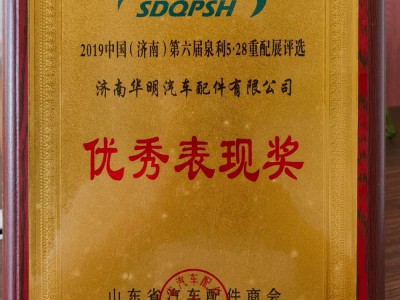 SDQPSH
2019中国(济南)第六届泉利5·28重配展评选
济南华明汽车配件有限公司
优秀表现奖
山东省汽车配件商会